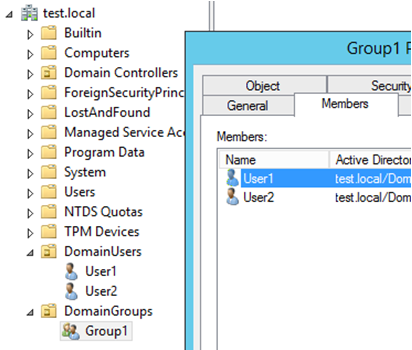 test.local
Builtin
Computers
Domain Controllers
ForeignSecurityPrinc
LostAndFound
Managed Service Acc
Program Data
System
Users
NTDS Quotas
TPM Devices
DomainUsers
User1
User2
DomainGroups
Group1
Group1 P
Object
Security
General
Members
Members:
Name Active Director
User1 test.local/Dom
User2 test.local/Dom